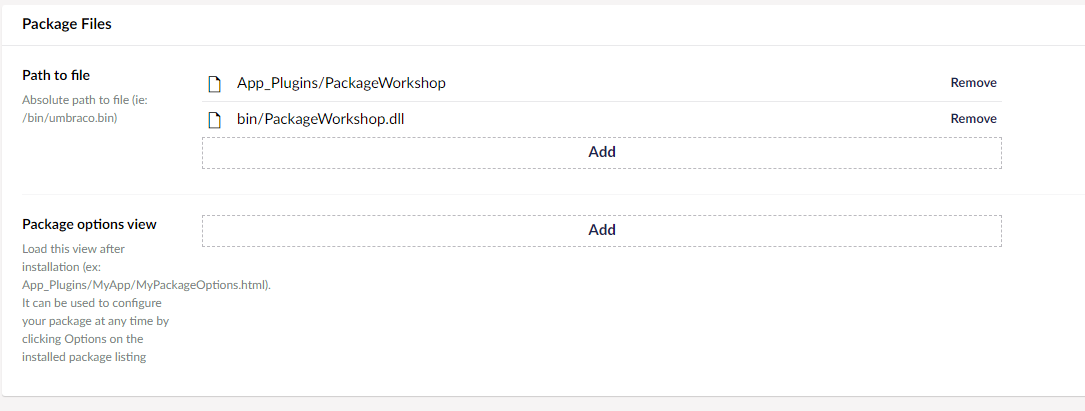 Package Files
Path to file
Absolute path to file (ie:
/bin/umbraco.bin)
App_Plugins/PackageWorkshop
Remove
bin/PackageWorkshop.dll
Remove
Add
Package options view
Load this view after
installation (ex:
App_Plugins/MyApp/MyPackageOptions.html).
It can be used to configure
your package at any time by
clicking Options on the
installed package listing
Add